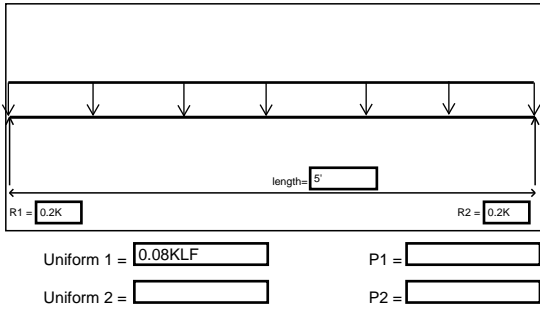 length= 5'
R1 = 0.2K R2 = 0.2K
Uniform 1 = 0.08KLF P1 =
Uniform 2 = P2 =